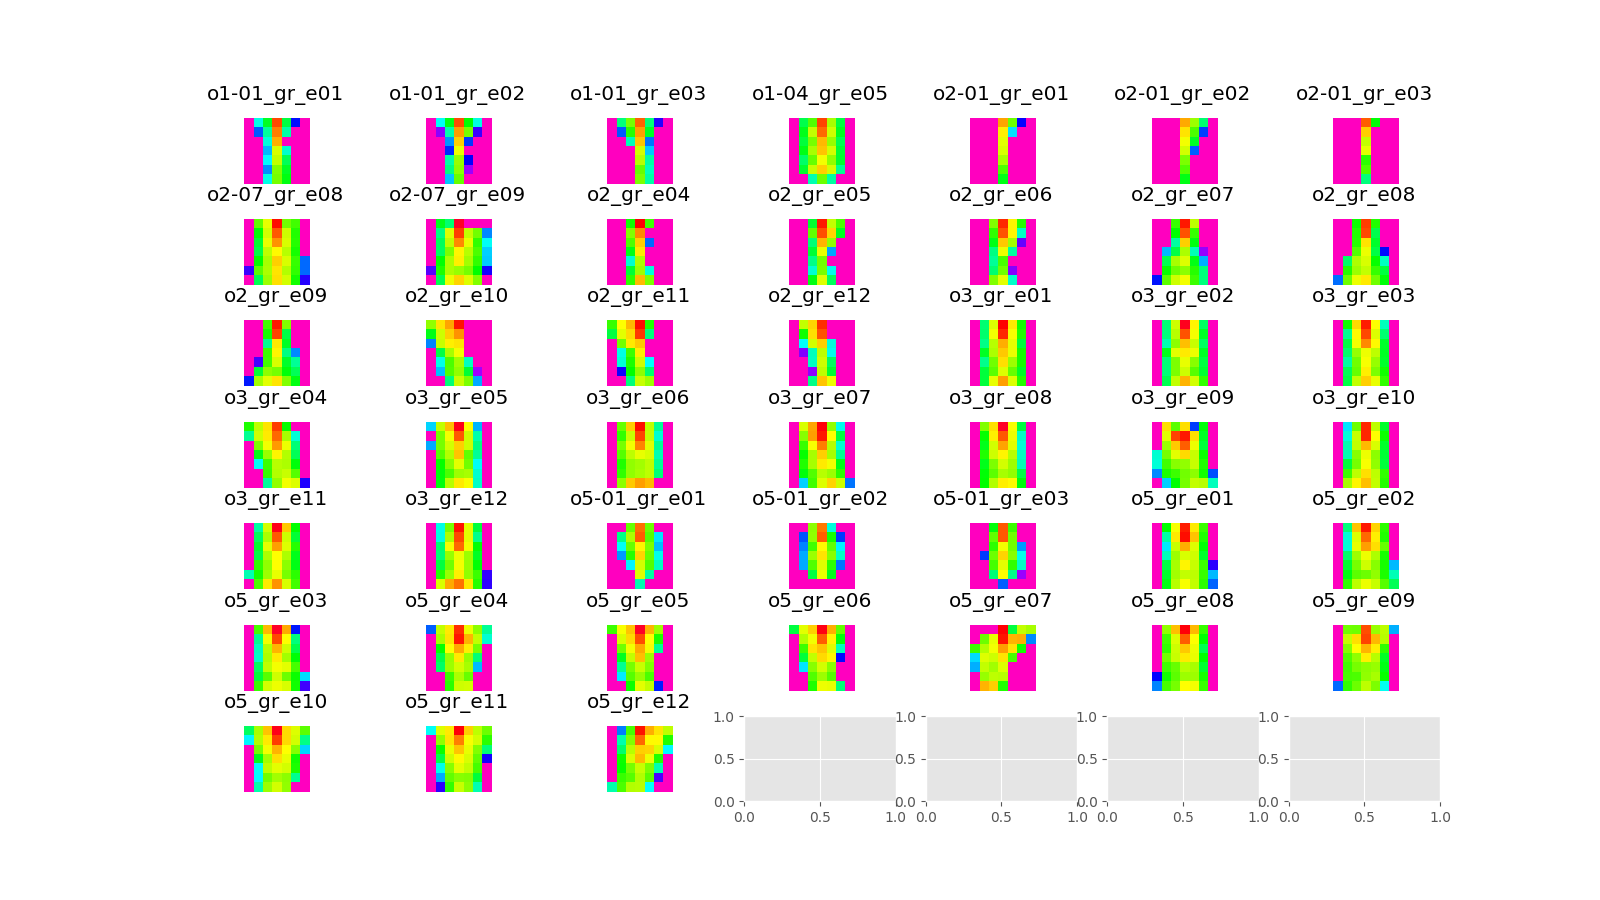 o1-01_gr_e01 o1-01_gr_e02 o1-01_gr_e03 o1-04_gr_e05 o2-01_gr_e01 o2-01_gr_e02 o2-01_gr_e03
o2-07_gr_e08 o2-07_gr_e09 o2_gr_e04 o2_gr_e05 o2_gr_e06 o2_gr_e07 o2_gr_e08
o2_gr_e09 o2_gr_e10 o2_gr_e11 o2_gr_e12 o3_gr_e01 o3_gr_e02 o3_gr_e03
o3_gr_e04 o3_gr_e05 o3_gr_e06 o3_gr_e07 o3_gr_e08 o3_gr_e09 o3_gr_e10
o3_gr_e11 o3_gr_e12 o5-01_gr_e01 o5-01_gr_e02 o5-01_gr_e03 o5_gr_e01 o5_gr_e02
o5_gr_e03 o5_gr_e04 o5_gr_e05 o5_gr_e06 o5_gr_e07 o5_gr_e08 o5_gr_e09
o5_gr_e10 o5_gr_e11 o5_gr_e12
1.0 1.0 1.0 1.0
0.5 0.5 0.5 0.5
0.0 0.0 0.0 0.0
0.0 0.5 1.0 0.0 0.5 1.0 0.0 0.5 1.0 0.0 0.5 1.0